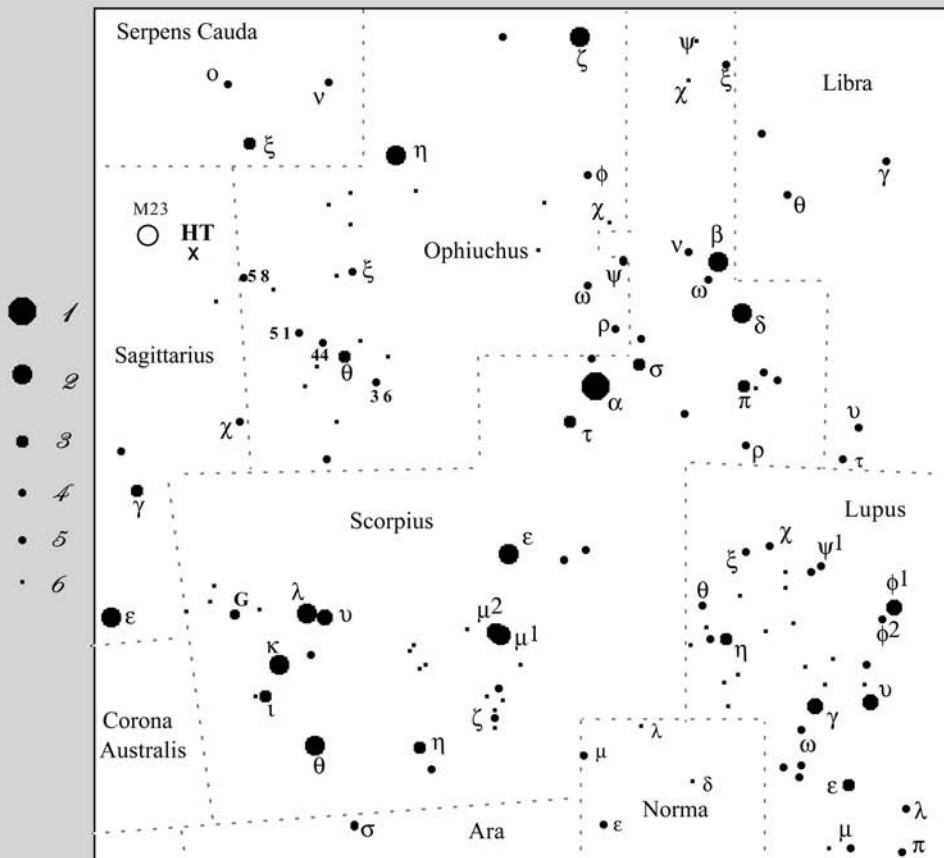 Serpens Cauda
ψ
ζ
ξ
Libra
ο
ν
χ
ξ
η
γ
φ
θ
M23
HT
χ
Ophiuchus
ν
β
58
ξ
ψ
ω
ω
1
ρ
δ
51
Sagittarius
44
θ
σ
2
36
α
π
χ
τ
υ
3
ρ
τ
γ
4
Scorpius
Lupus
ε
χ
5
ξ
ψ1
6
θ
φ1
G
λ
ε
υ
μ2
φ2
μ1
κ
η
ι
υ
Corona
ζ
γ
Australis
λ
ω
θ
η
μ
δ
ε
Norma
λ
σ
Ara
ε
μ
π